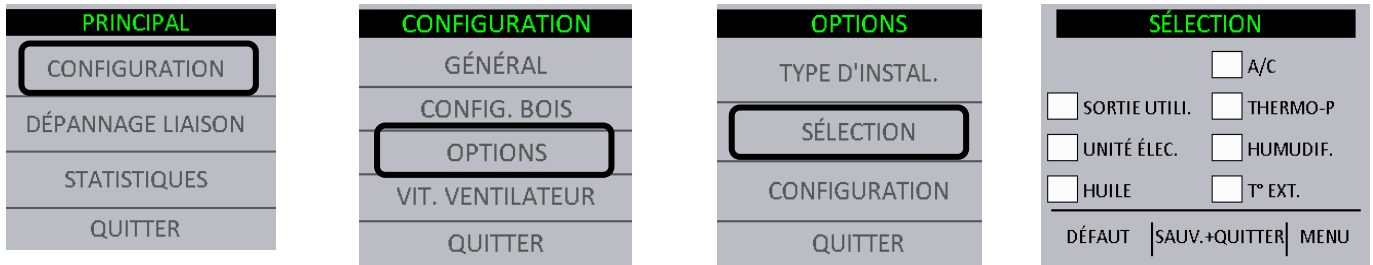 PRINCIPAL
CONFIGURATION
DÉPANNAGE LIAISON
STATISTIQUES
QUITTER
CONFIGURATION
GÉNÉRAL
CONFIG. BOIS
OPTIONS
VIT. VENTILATEUR
QUITTER
OPTIONS
TYPE D'INSTAL.
SÉLECTION
CONFIGURATION
QUITTER
SÉLECTION
A/C
SORTIE UTILI. THERMO-P
UNITÉ ÉLEC. HUMUDIF.
HUILE T° EXT.
DÉFAUT SAUV.+QUITTER MENU